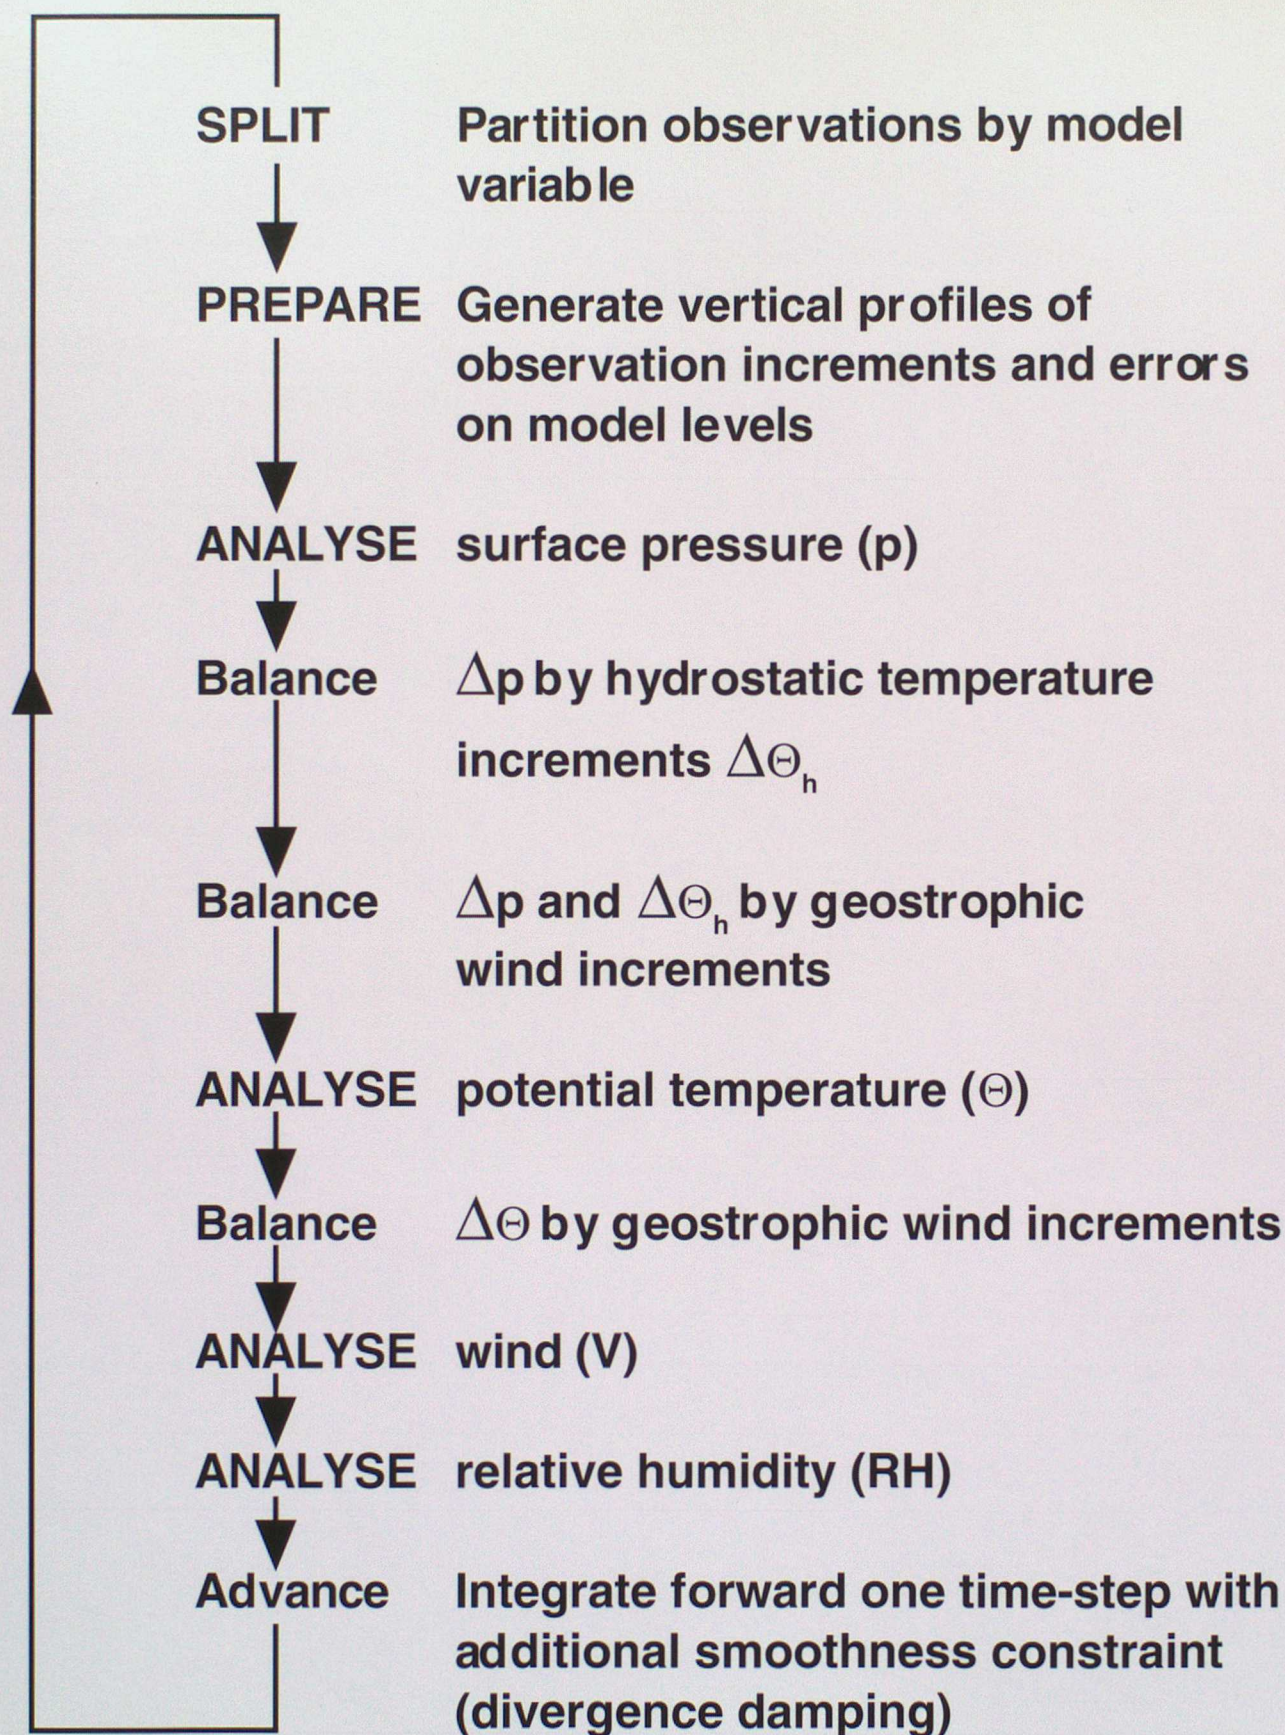 SPLIT Partition observations by model
variable
PREPARE Generate vertical profiles of
observation increments and errors
on model levels
ANALYSE surface pressure (p)
Balance Δp by hydrostatic temperature
increments ΔΘh
Balance Δp and ΔΘh by geostrophic
wind increments
ANALYSE potential temperature (Θ)
Balance ΔΘ by geostrophic wind increments
ANALYSE wind (V)
ANALYSE relative humidity (RH)
Advance Integrate forward one time-step with
additional smoothness constraint
(divergence damping)